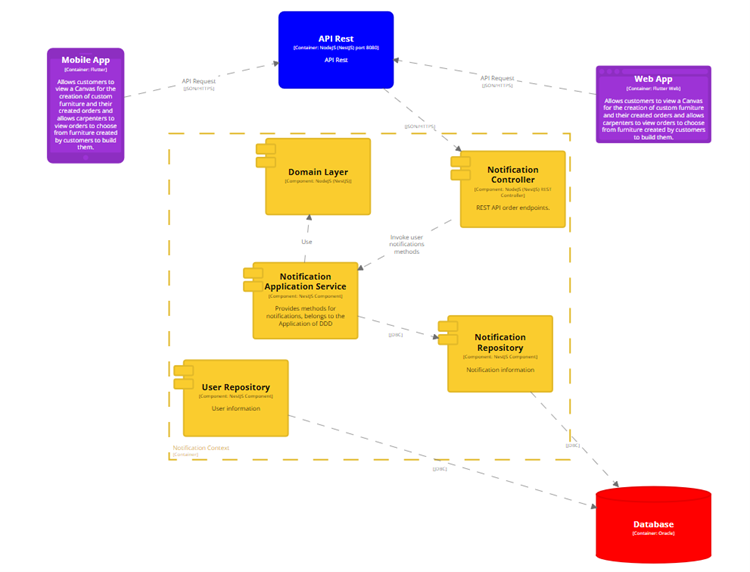 API Rest
[Container: NodeJS (NestJS) port 8080]
API Rest
Mobile App
[Container: Flutter]
Allows customers to
view a Canvas for the
creation of custom
furniture and their
created orders and
allows carpenters to
view orders to choose
from furniture created
by customers to build
them.
API Request
[JSON/HTTPS]
API Request
[JSON/HTTPS]
Web App
[Container: Flutter Web]
Allows customers to view a Canvas
for the creation of custom furniture
and their created orders and allows
carpenters to view orders to choose
from furniture created by customers
to build them.
[JSON/HTTPS]
Domain Layer
[Component: NodeJS (NestJS)]
Notification
Controller
[Component: NodeJS (NestJS) REST
Controller]
REST API order endpoints.
Use
Invoke user
notifications
methods
Notification
Application Service
[Component: NestJS Component]
Provides methods for
notifications, belongs to the
Application of DDD
[JDBC]
Notification
Repository
[Component: NestJS Component]
Notification information
User Repository
[Component: NestJS Component]
User information
Notification Context
[Container]
[JDBC]
[JDBC]
Database
[Container: Oracle]